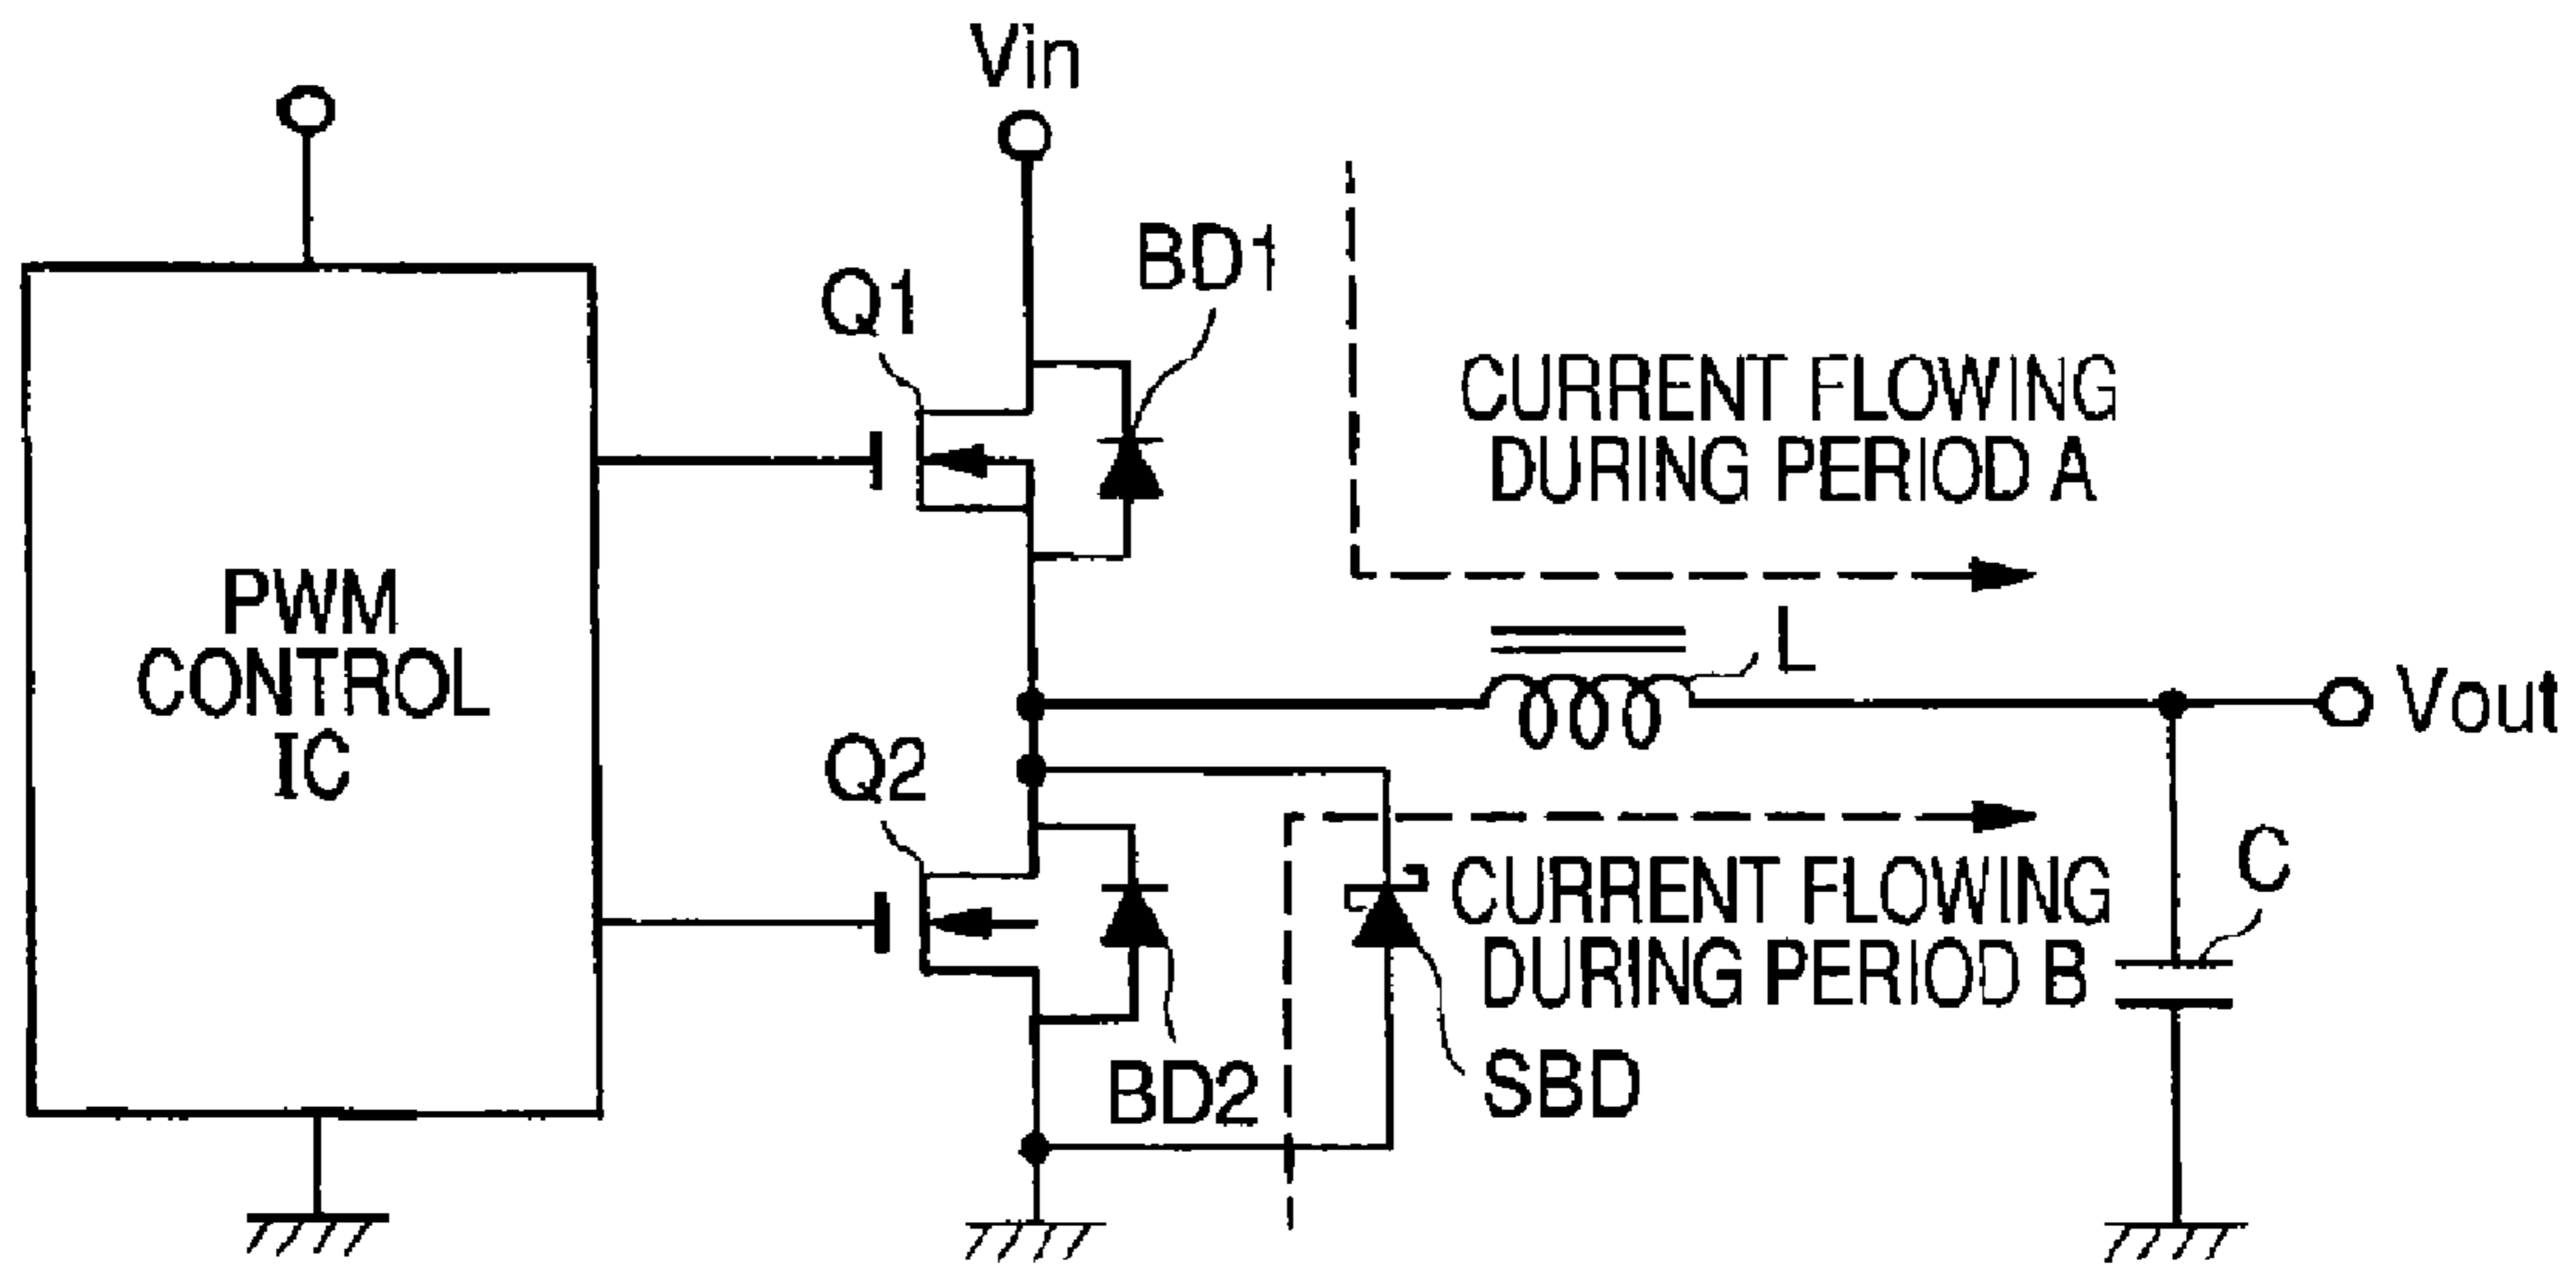 Vin
BD1
Q1
CURRENT FLOWING
DURING PERIOD A
PWM
CONTROL
IC
L
Vout
Q2
C
CURRENT FLOWING
DURING PERIOD B
BD2
SBD